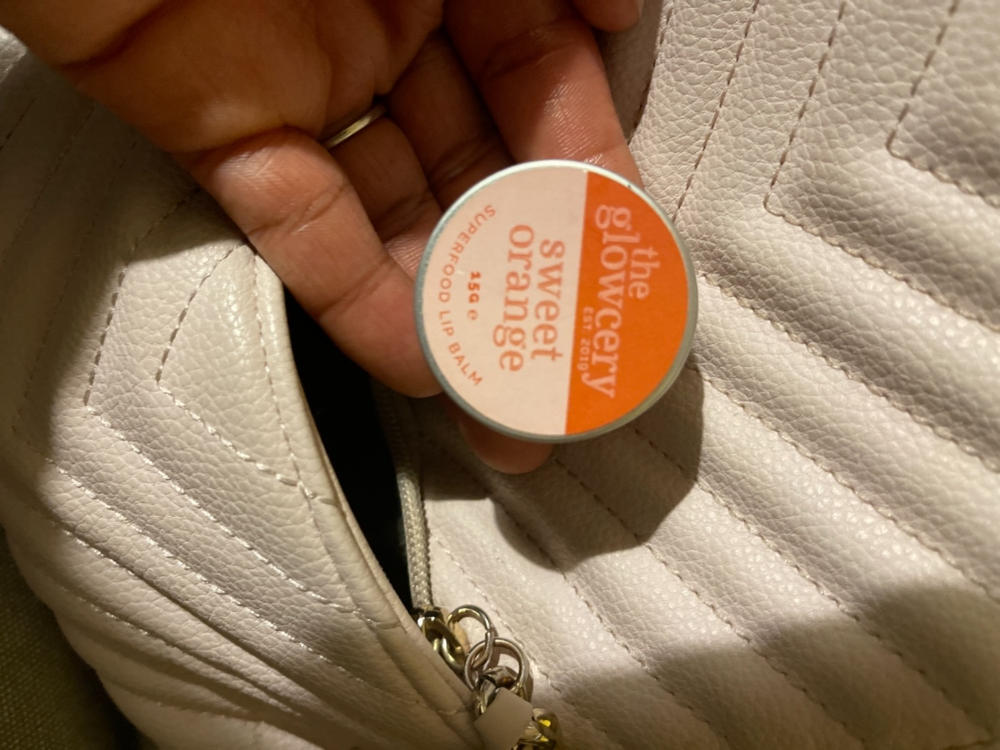 the
glowcery
EST 2019
sweet
orange
15G e
SUPERFOOD LIP BALM